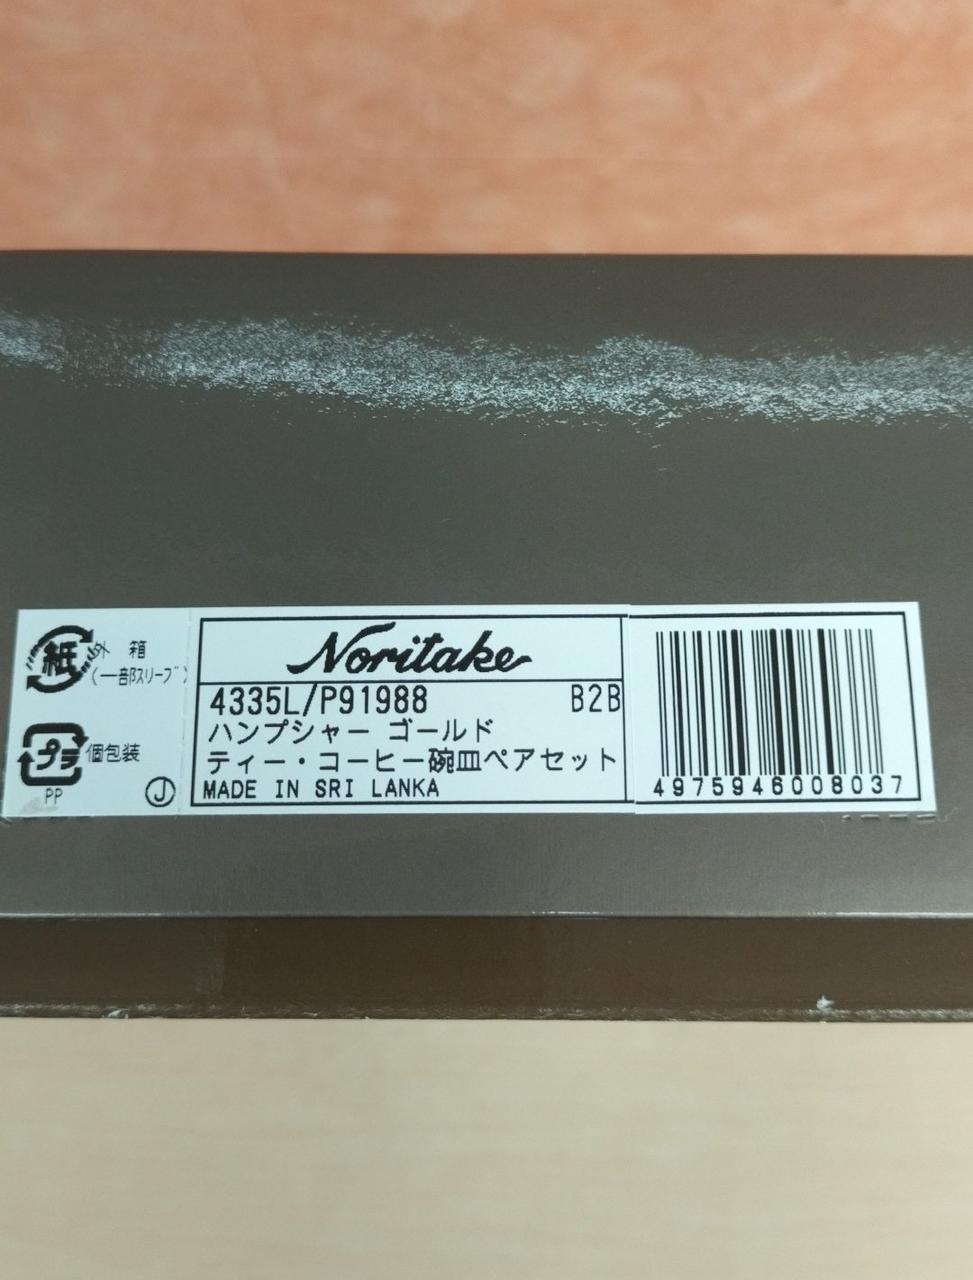 紙
外 箱
(一部スリーブ)
プラ
個包装
PP
J
Noritake
4335L/P91988 B2B
ハンプシャー ゴールド
ティー・コーヒー碗皿ペアセット
MADE IN SRI LANKA
4975946008037